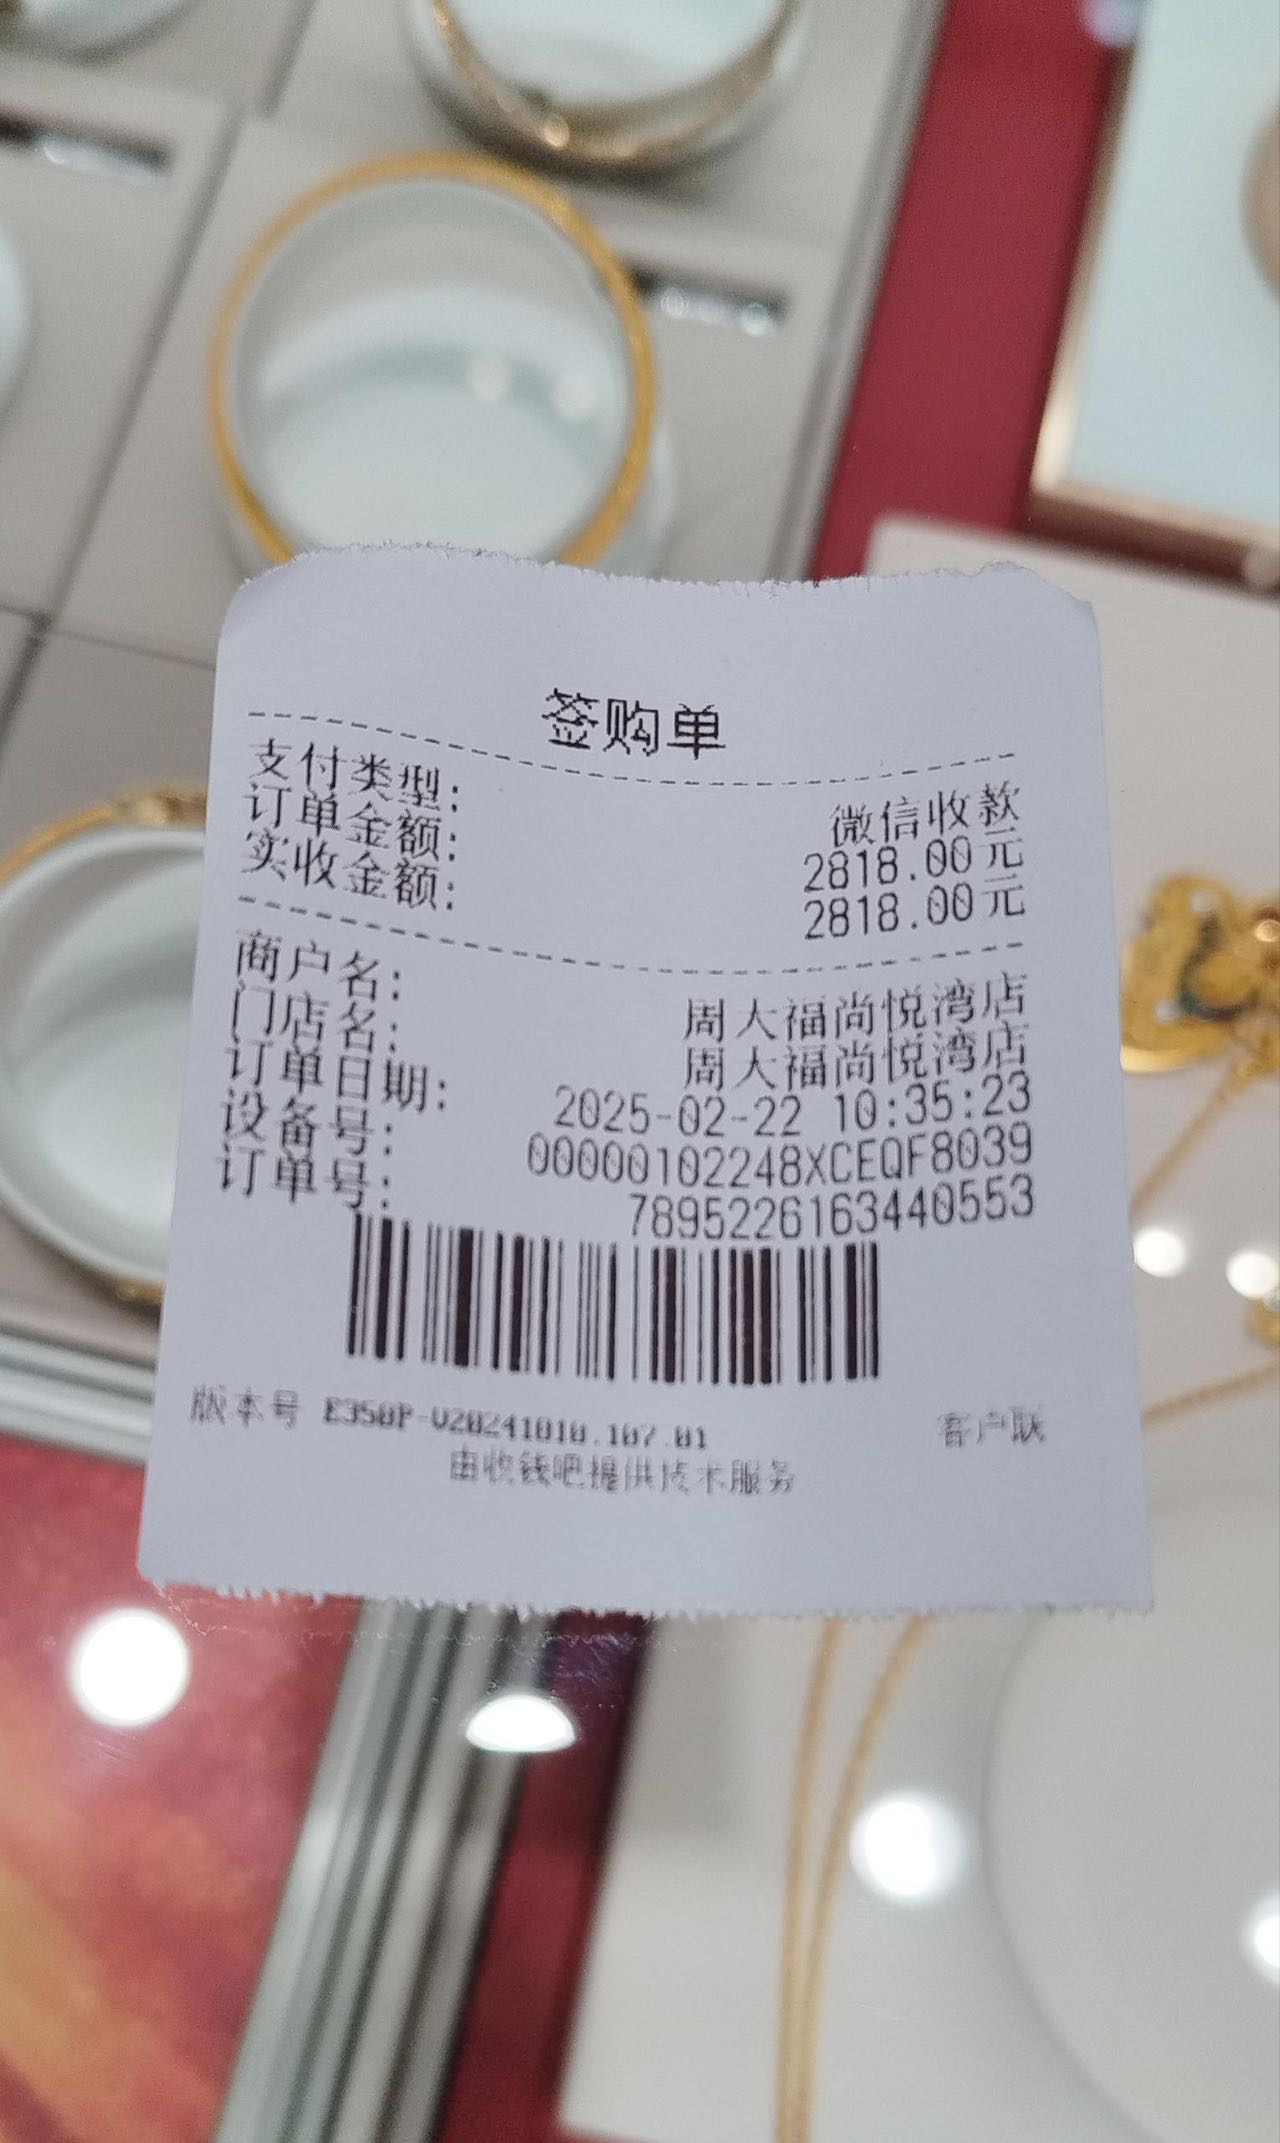 签购单
支付类型: 微信收款
订单金额: 2818.00元
实收金额: 2818.00元
商户名: 周大福尚悦湾店
门店名: 周大福尚悦湾店
订单日期: 2025-02-22 10:35:23
设备号: 00000102248XCEQF8039
订单号: 7895226163440553
版本号 E350P-V20241010.107.01 客户联
由收钱吧提供技术服务